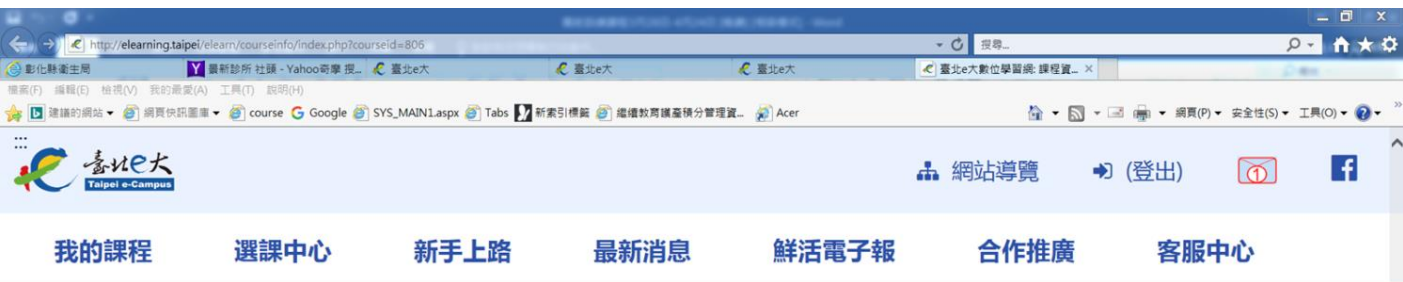 http://elearning.taipei/elearn/courseinfo/index.php?courseid=806
搜尋...
彰化縣衛生局 最新診所 社頭 - Yahoo奇摩 搜... 臺北e大 臺北e大 臺北e大 臺北e大數位學習網: 課程資...
檔案(F) 編輯(E) 檢視(V) 我的最愛(A) 工具(T) 說明(H)
建議的網站 網頁快訊圖庫 course Google SYS_MAIN1.aspx Tabs 新索引標籤 繼續教育護產積分管理資... Acer 網頁(P) 安全性(S) 工具(O)
臺北e大
Taipei e-Campus
網站導覽 (登出) 1
我的課程 選課中心 新手上路 最新消息 鮮活電子報 合作推廣 客服中心